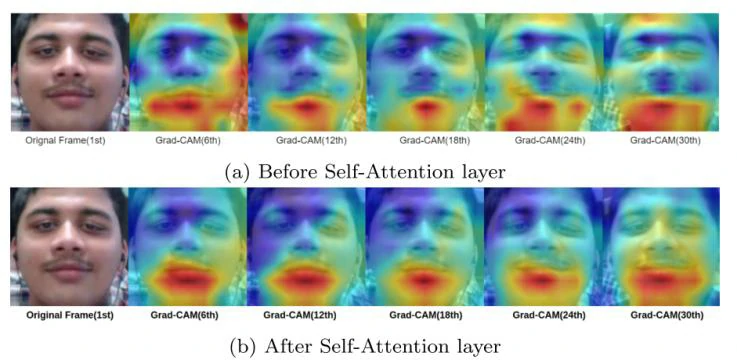 Orignal Frame(1st) Grad-CAM(6th) Grad-CAM(12th) Grad-CAM(18th) Grad-CAM(24th) Grad-CAM(30th)
(a) Before Self-Attention layer
Original Frame(1st) Grad-CAM(6th) Grad-CAM(12th) Grad-CAM(18th) Grad-CAM(24th) Grad-CAM(30th)
(b) After Self-Attention layer